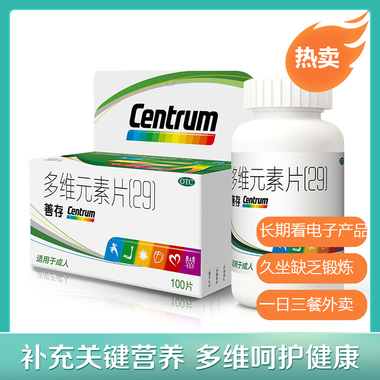 热卖
Centrum
多维元素片(29)
OTC
善存 Centrum
适用于成人
100片
多维元素片(29)
OTC
善存 Centrum
长期看电子产品
久坐缺乏锻炼
一日三餐外卖
补充关键营养 多维呵护健康